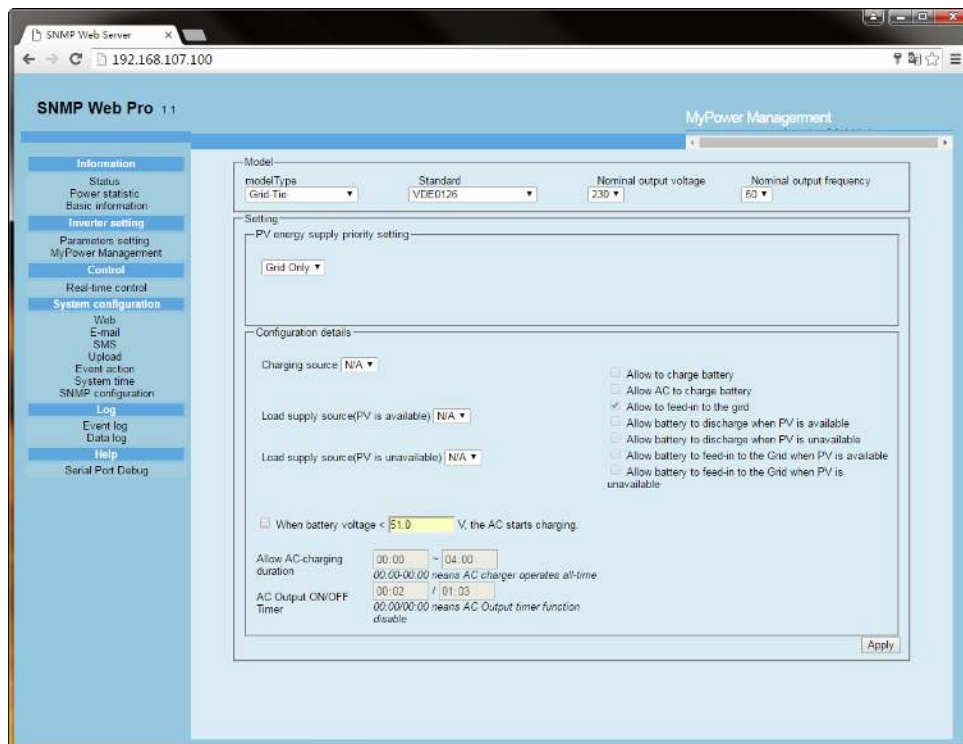 SNMP Web Server
192.168.107.100
SNMP Web Pro 1 1
MyPower Managerment
Information
Status
Power statistic
Basic information
Inverter setting
Parameters setting
MyPower Management
Control
Real-time control
System configuration
Web
E-mail
SMS
Upload
Event action
System time
SNMP configuration
Log
Event log
Data log
Help
Serial Port Debug
Model
modelType Standard Nominal output voltage Nominal output frequency
Grid-Tie VDE0126 230 50
Setting
PV energy supply priority setting
Grid Only
Configuration details
Charging source N/A
Load supply source(PV is available) N/A
Load supply source(PV is unavailable) N/A
Allow to charge battery
Allow AC to charge battery
Allow to feed-in to the gird
Allow battery to discharge when PV is available
Allow battery to discharge when PV is unavailable
Allow battery to feed-in to the Grid when PV is available
Allow battery to feed-in to the Grid when PV is
unavailable
When battery voltage < 51.0 V, the AC starts charging.
Allow AC-charging
duration
00:00 ~ 04:00
00:00-00:00 neans AC charger operates all-time
AC Output ON/OFF
Timer
00:02 / 01:03
00:00/00:00 neans AC Output timer function
disable
Apply